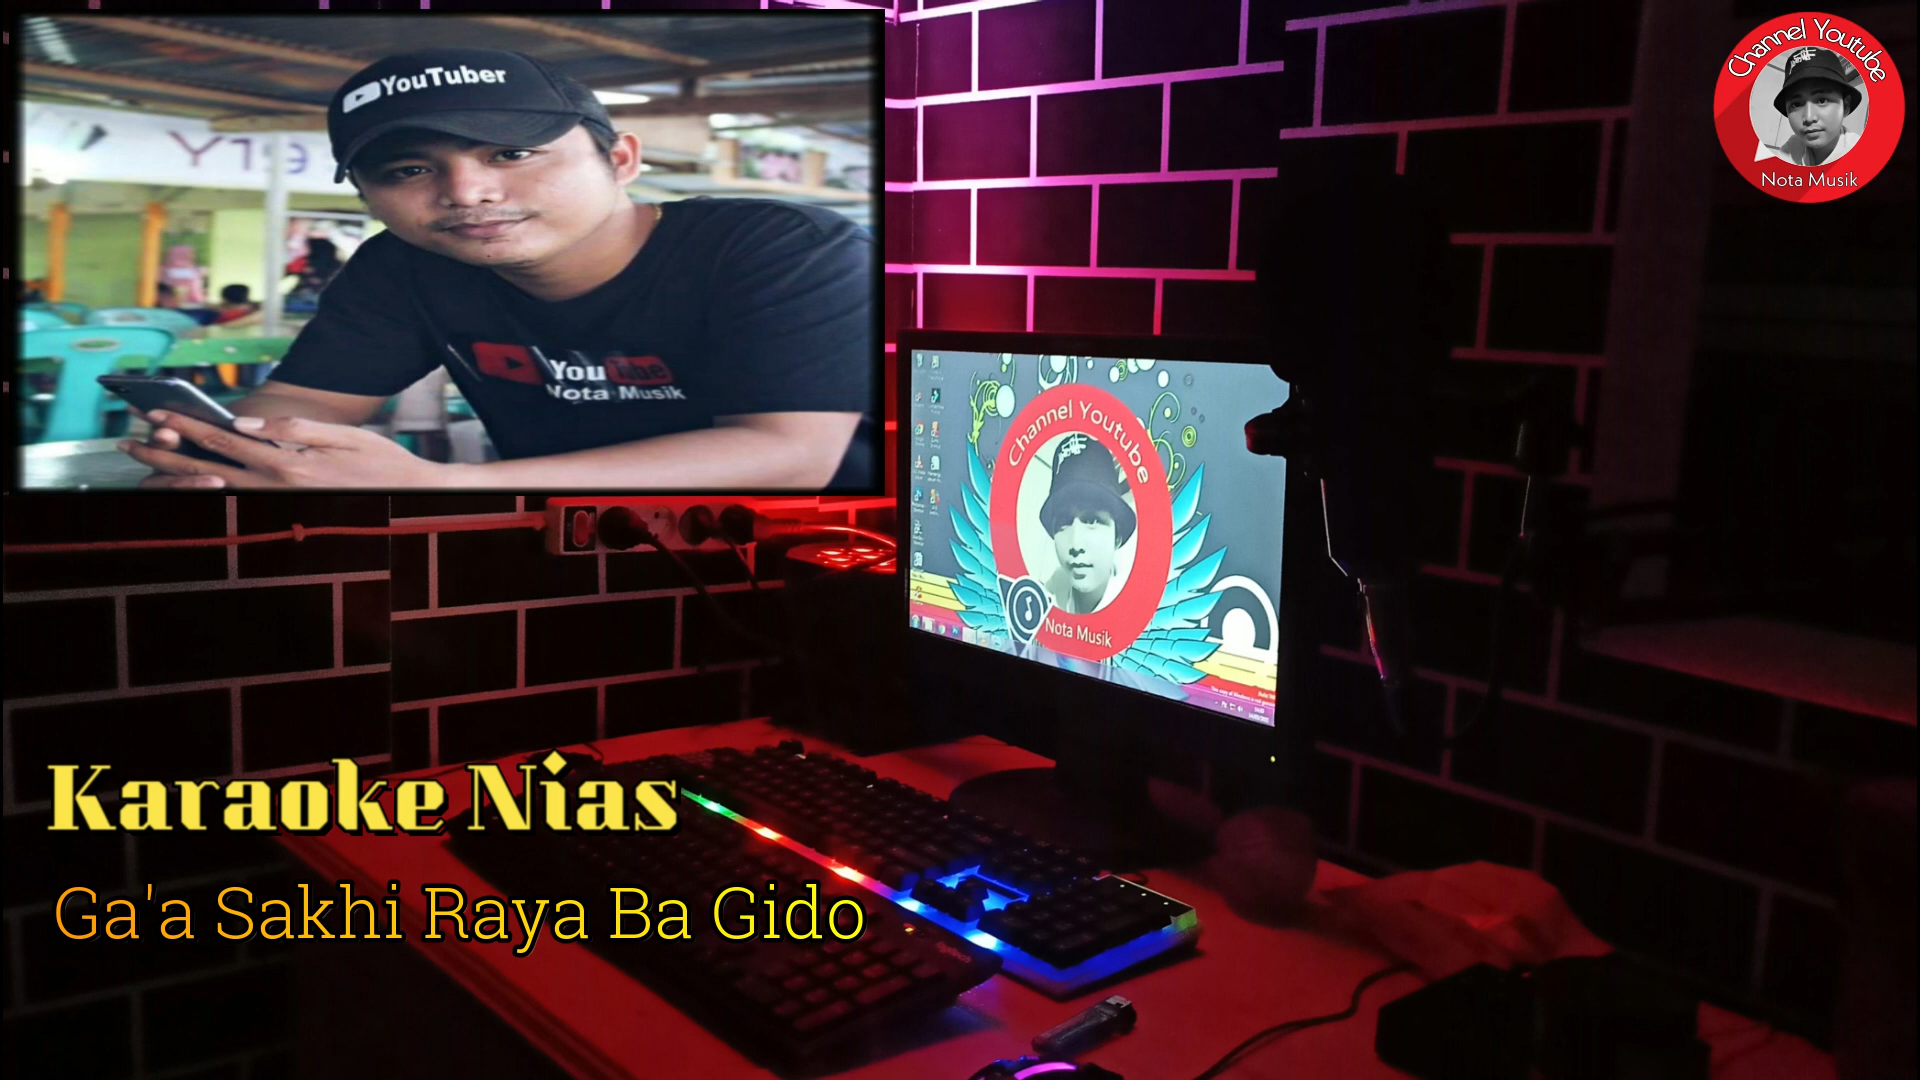 YouTuber
Y19
YouTube
Nota Musik
Channel Youtube
Nota Musik
Channel Youtube
Nota Musik
Karaoke Nias
Ga'a Sakhi Raya Ba Gido